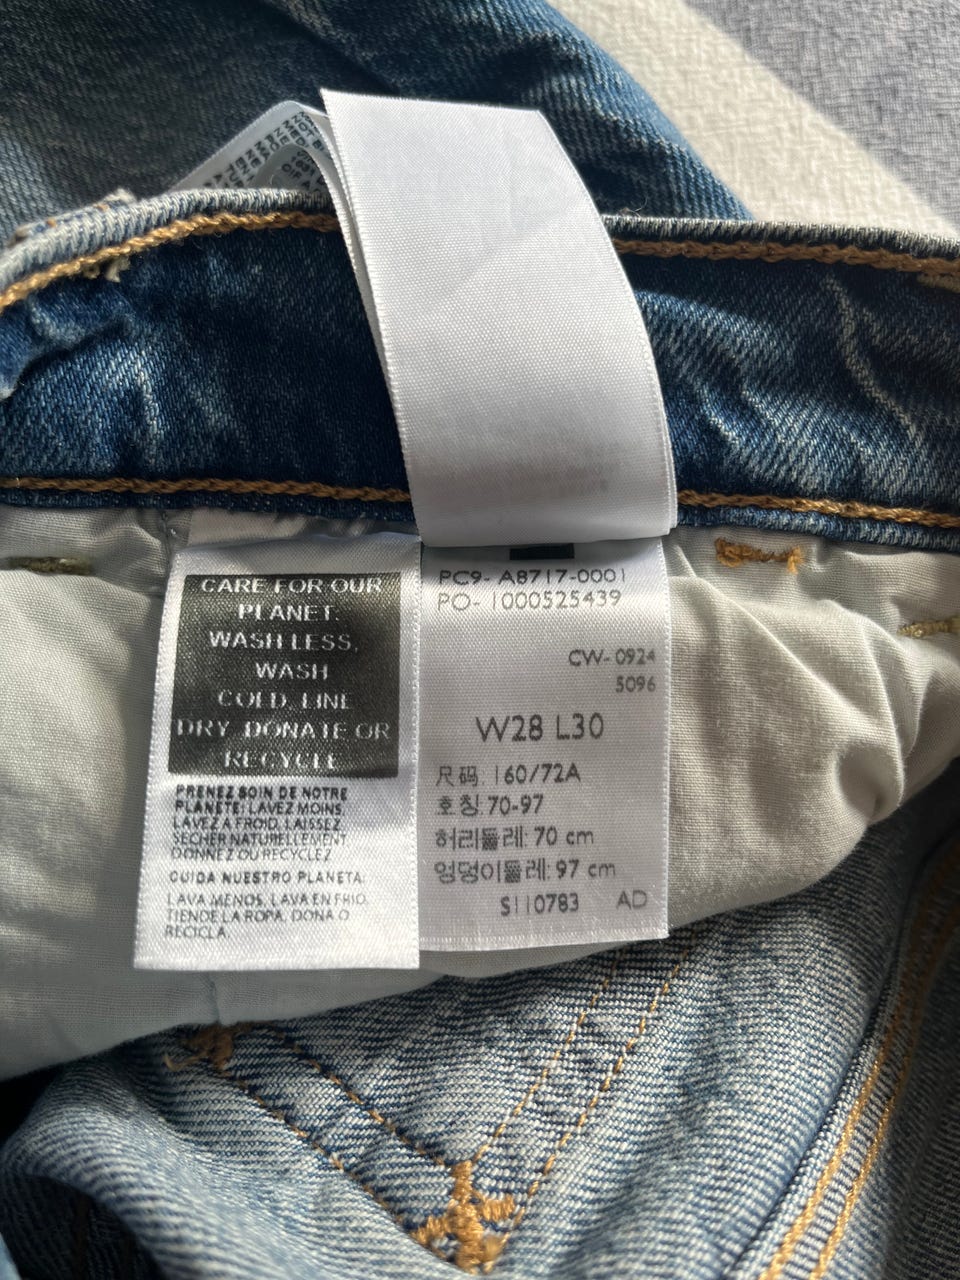 CARE FOR OUR
PLANET:
WASH LESS,
WASH
COLD, LINE
DRY, DONATE OR
RECYCLE
PRENEZ SOIN DE NOTRE
PLANÈTE: LAVEZ MOINS,
LAVEZ A FROID, LAISSEZ
SECHER NATURELLEMENT
DONNEZ OU RECYCLEZ
CUIDA NUESTRO PLANETA:
LAVA MENOS, LAVA EN FRIO,
TIENDE LA ROPA, DONA O
RECICLA.
PC9- A8717-0001
PO- 1000525439
CW- 0924
5096
W28 L30
尺码: 160/72A
호칭: 70-97
허리둘레: 70 cm
엉덩이둘레: 97 cm
S110783 AD